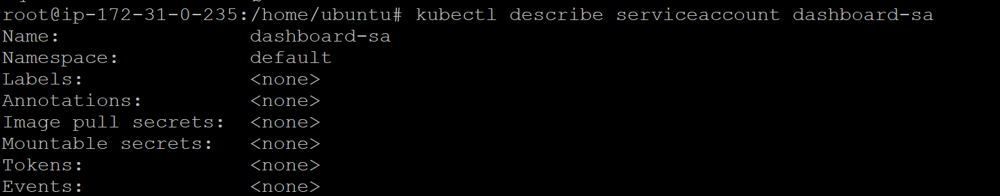 root@ip-172-31-0-235:/home/ubuntu# kubectl describe serviceaccount dashboard-sa
Name:                dashboard-sa
Namespace:           default
Labels:              <none>
Annotations:         <none>
Image pull secrets:  <none>
Mountable secrets:   <none>
Tokens:              <none>
Events:              <none>